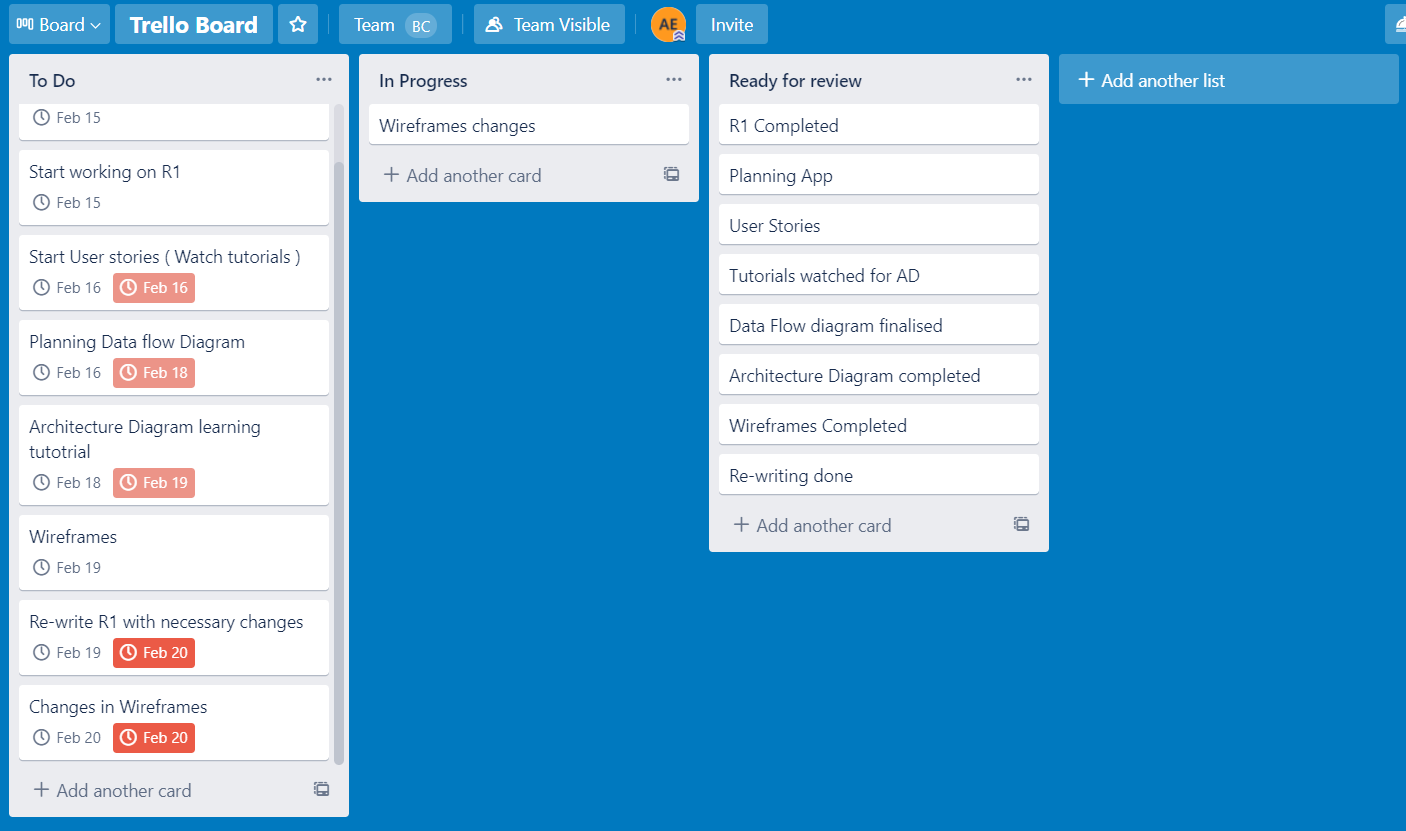 Board
Trello Board
Team BC
Team Visible
AE
Invite
To Do
Feb 15
Start working on R1
Feb 15
Start User stories ( Watch tutorials )
Feb 16 Feb 16
Planning Data flow Diagram
Feb 16 Feb 18
Architecture Diagram learning
tutotrial
Feb 18 Feb 19
Wireframes
Feb 19
Re-write R1 with necessary changes
Feb 19 Feb 20
Changes in Wireframes
Feb 20 Feb 20
+ Add another card
In Progress
Wireframes changes
+ Add another card
Ready for review
R1 Completed
Planning App
User Stories
Tutorials watched for AD
Data Flow diagram finalised
Architecture Diagram completed
Wireframes Completed
Re-writing done
+ Add another card
+ Add another list